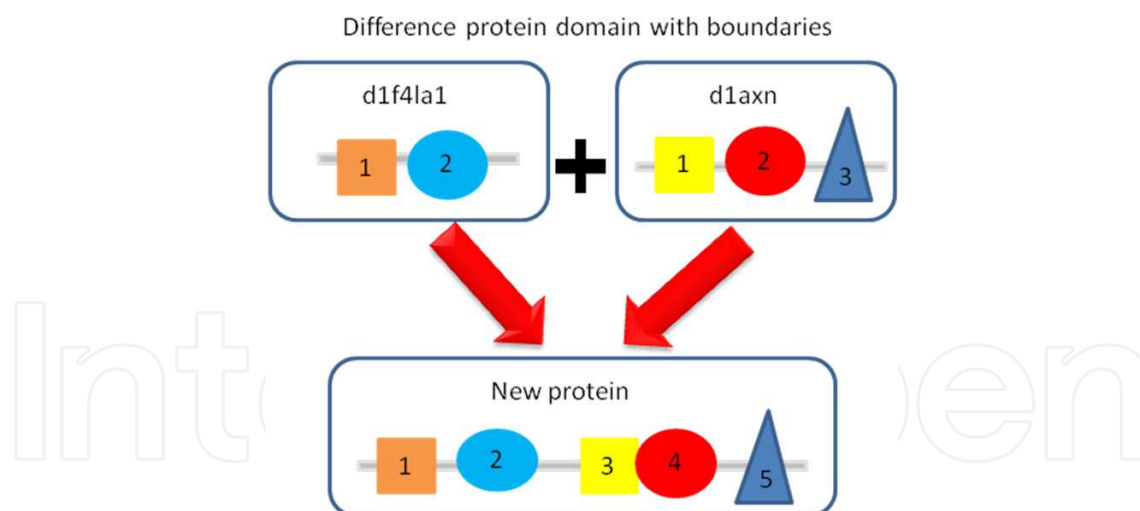 Difference protein domain with boundaries
d1f4la1
d1axn
1 2
1 2 3
New protein
1 2 3 4 5